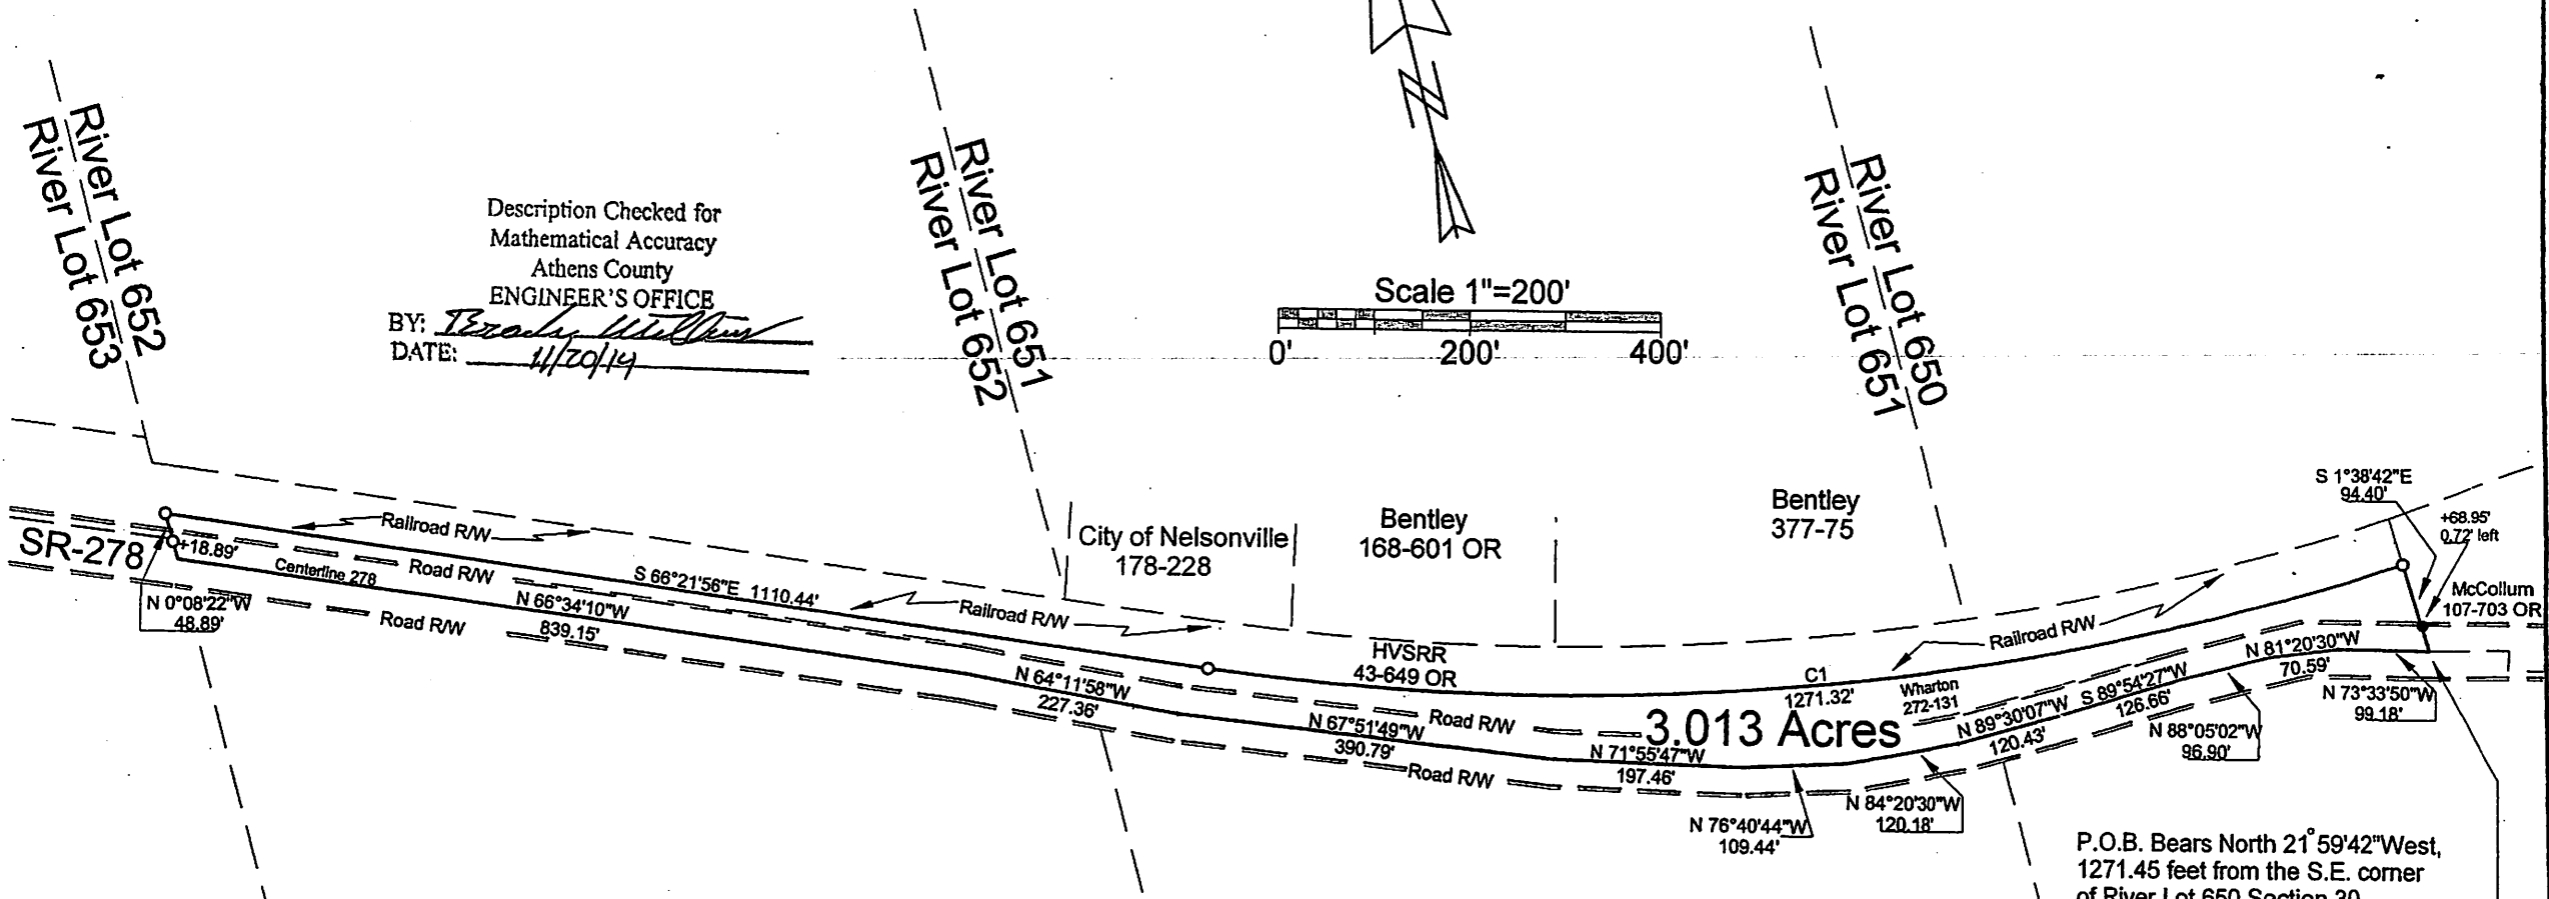 River Lot 652
River Lot 653
Description Checked for
Mathematical Accuracy
Athens County
ENGINEER'S OFFICE
BY:
DATE: 11/20/14
River Lot 651
River Lot 652
N
Scale 1"=200'
0' 200' 400'
River Lot 650
River Lot 651
SR-278
+18.89'
N 0°08'22"W
48.89'
Railroad R/W
Centerline 278
Road R/W
Road R/W
S 66°21'56"E 1110.44'
N 66°34'10"W
839.15'
Railroad R/W
City of Nelsonville
178-228
Bentley
168-601 OR
Bentley
377-75
HVSRR
43-649 OR
N 64°11'58"W
227.36'
N 67°51'49"W
390.79'
Road R/W
Road R/W
C1
1271.32'
3.013 Acres
N 71°55'47"W
197.46'
N 76°40'44"W
109.44'
N 84°20'30"W
120.18'
Wharton
272-131
Railroad R/W
N 89°30'07"W
120.43'
S 89°54'27"W
126.66'
N 88°05'02"W
96.90'
N 81°20'30"W
70.59'
N 73°33'50"W
99.18'
S 1°38'42"E
94.40'
+68.95'
0.72' left
McCollum
107-703 OR
P.O.B. Bears North 21°59'42"West,
1271.45 feet from the S.E. corner
of River Lot 650 Section 30